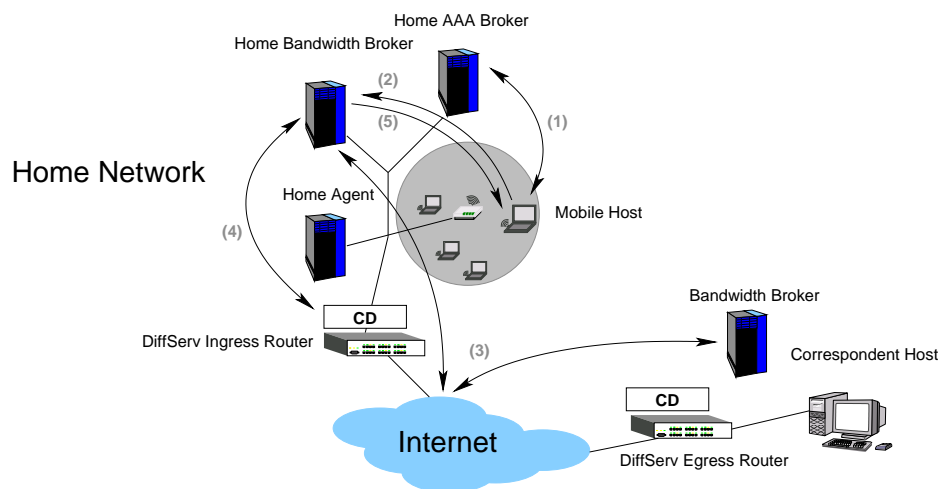 Home AAA Broker
Home Bandwidth Broker
(2)
(5)
(1)
Home Network
Home Agent
Mobile Host
(4)
CD
DiffServ Ingress Router
Bandwidth Broker
(3)
Correspondent Host
CD
Internet
DiffServ Egress Router